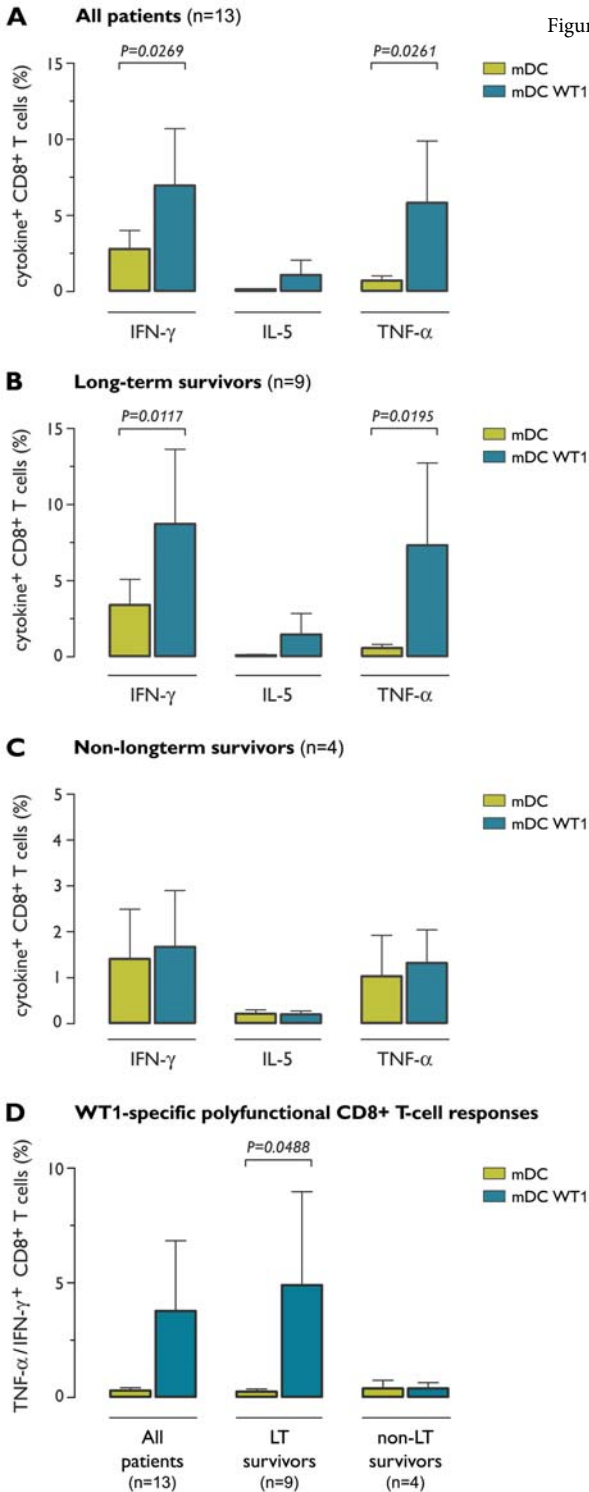 Figur
A All patients (n=13)
P=0.0269
P=0.0261
mDC
mDC WT1
cytokine+ CD8+ T cells (%)
15
10
5
0
IFN-γ
IL-5
TNF-α
B Long-term survivors (n=9)
P=0.0117
P=0.0195
mDC
mDC WT1
cytokine+ CD8+ T cells (%)
15
10
5
0
IFN-γ
IL-5
TNF-α
C Non-longterm survivors (n=4)
mDC
mDC WT1
cytokine+ CD8+ T cells (%)
5
4
3
2
1
0
IFN-γ
IL-5
TNF-α
D WT1-specific polyfunctional CD8+ T-cell responses
P=0.0488
mDC
mDC WT1
TNF-α/IFN-γ+ CD8+ T cells (%)
10
5
0
All
patients
(n=13)
LT
survivors
(n=9)
non-LT
survivors
(n=4)